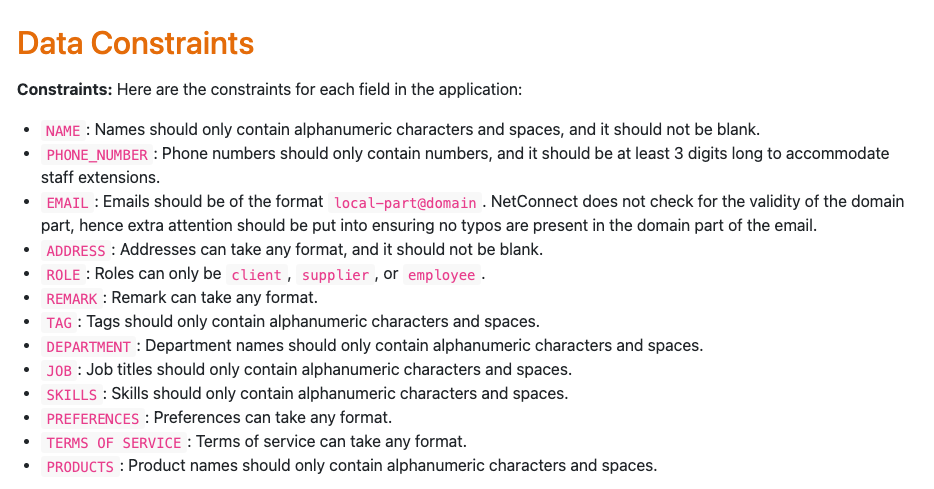 Data Constraints
Constraints: Here are the constraints for each field in the application:
NAME : Names should only contain alphanumeric characters and spaces, and it should not be blank.
PHONE_NUMBER : Phone numbers should only contain numbers, and it should be at least 3 digits long to accommodate
staff extensions.
EMAIL : Emails should be of the format local-part@domain . NetConnect does not check for the validity of the domain
part, hence extra attention should be put into ensuring no typos are present in the domain part of the email.
ADDRESS : Addresses can take any format, and it should not be blank.
ROLE : Roles can only be client , supplier , or employee .
REMARK : Remark can take any format.
TAG : Tags should only contain alphanumeric characters and spaces.
DEPARTMENT : Department names should only contain alphanumeric characters and spaces.
JOB : Job titles should only contain alphanumeric characters and spaces.
SKILLS : Skills should only contain alphanumeric characters and spaces.
PREFERENCES : Preferences can take any format.
TERMS OF SERVICE : Terms of service can take any format.
PRODUCTS : Product names should only contain alphanumeric characters and spaces.